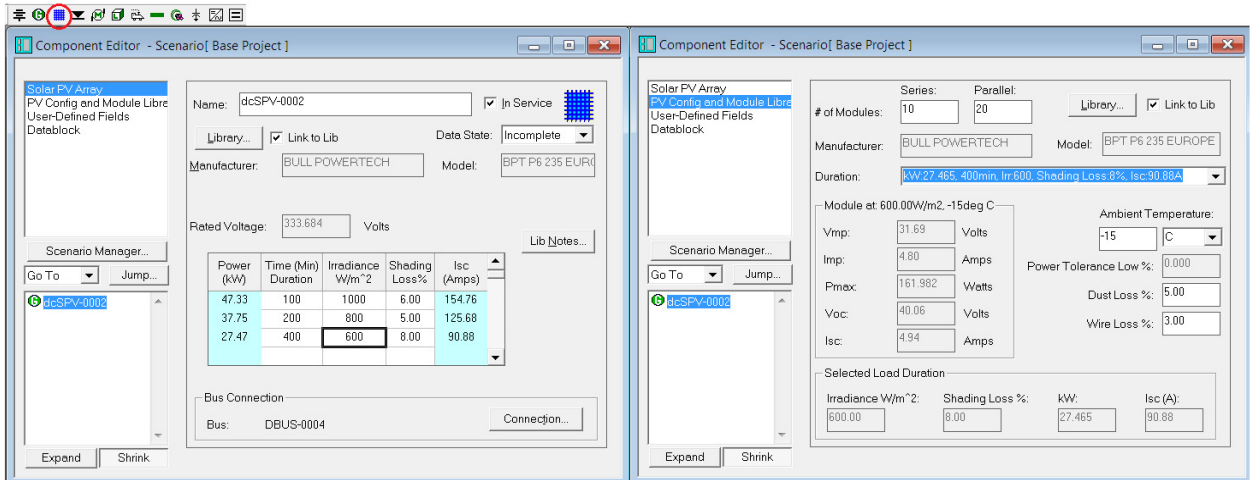 Component Editor - Scenario[ Base Project ]
Solar PV Array
PV Config and Module Libra
User-Defined Fields
Datablock
Scenario Manager...
Go To
Jump...
dcSPV-0002
Expand
Shrink
Name:
dcSPV-0002
In Service
Library...
Link to Lib
Data State:
Incomplete
Manufacturer:
BULL POWERTECH
Model:
BPT P6 235 EUR(
Rated Voltage:
333.684
Volts
Lib Notes...
Power (kW) Time (Min) Duration Irradiance W/m^2 Shading Loss% Isc (Amps)
47.33 100 1000 6.00 154.76
37.75 200 800 5.00 125.68
27.47 400 600 8.00 90.88
Bus Connection
Bus:
DBUS-0004
Connection...
Component Editor - Scenario[ Base Project ]
Solar PV Array
PV Config and Module Libra
User-Defined Fields
Datablock
Scenario Manager...
Go To
Jump...
dcSPV-0002
Expand
Shrink
Series:
Parallel:
# of Modules:
10
20
Library...
Link to Lib
Manufacturer:
BULL POWERTECH
Model:
BPT P6 235 EUROPE
Duration:
kW:27.465, 400min, Irr:600, Shading Loss:8%, Isc:90.88A
Module at: 600.00W/m2, -15deg C
Vmp:
31.69
Volts
Imp:
4.80
Amps
Pmax:
161.982
Watts
Voc:
40.06
Volts
Isc:
4.94
Amps
Ambient Temperature:
-15
C
Power Tolerance Low %:
0.000
Dust Loss %:
5.00
Wire Loss %:
3.00
Selected Load Duration
Irradiance W/m^2:
Shading Loss %:
kW:
Isc (A):
600.00
8.00
27.465
90.88